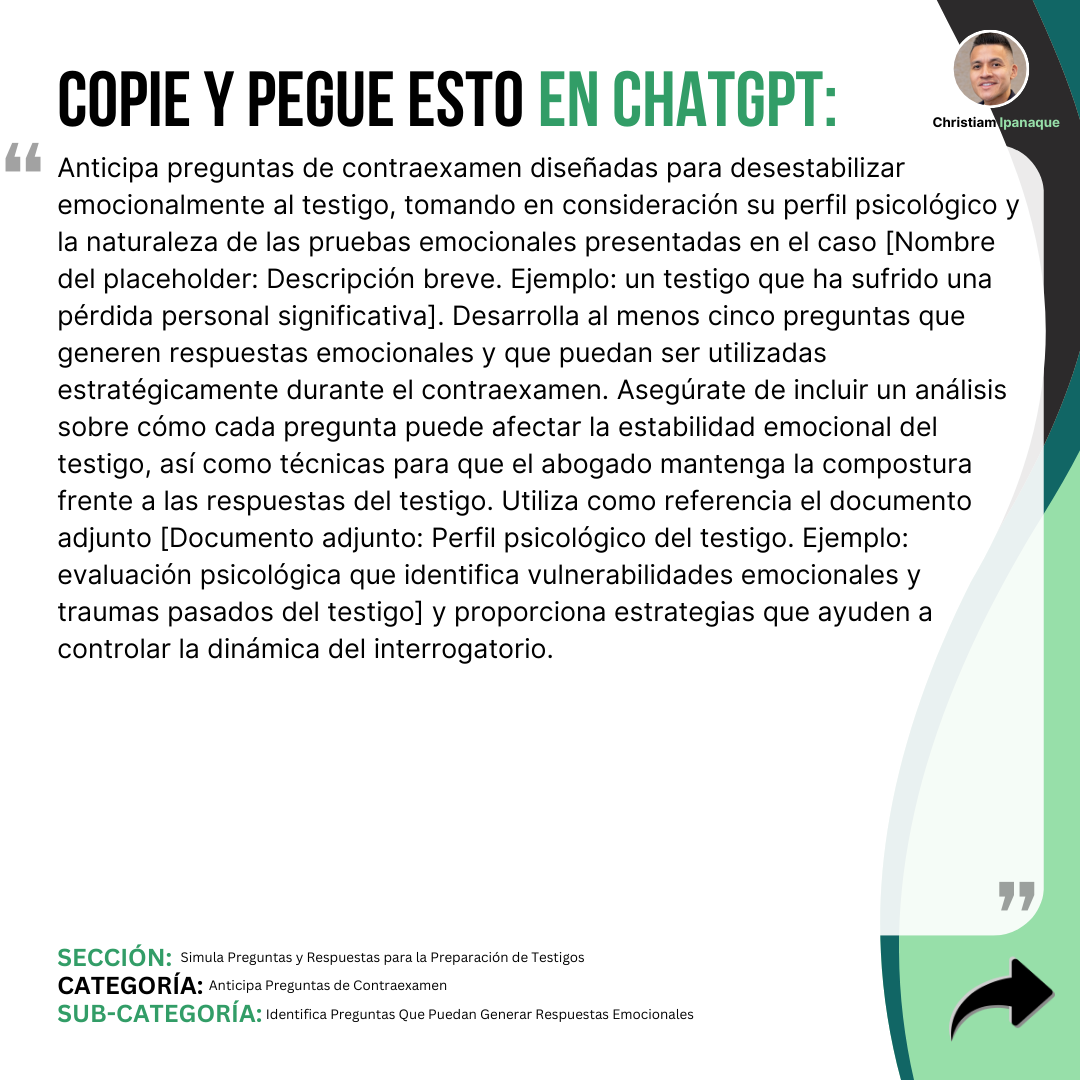 COPIE Y PEGUE ESTO EN CHATGPT:
Christiam Ipanaque
“
Anticipa preguntas de contraexamen diseñadas para desestabilizar
emocionalmente al testigo, tomando en consideración su perfil psicológico y
la naturaleza de las pruebas emocionales presentadas en el caso [Nombre
del placeholder: Descripción breve. Ejemplo: un testigo que ha sufrido una
pérdida personal significativa]. Desarrolla al menos cinco preguntas que
generen respuestas emocionales y que puedan ser utilizadas
estratégicamente durante el contraexamen. Asegúrate de incluir un análisis
sobre cómo cada pregunta puede afectar la estabilidad emocional del
testigo, así como técnicas para que el abogado mantenga la compostura
frente a las respuestas del testigo. Utiliza como referencia el documento
adjunto [Documento adjunto: Perfil psicológico del testigo. Ejemplo:
evaluación psicológica que identifica vulnerabilidades emocionales y
traumas pasados del testigo] y proporciona estrategias que ayuden a
controlar la dinámica del interrogatorio.
”
SECCIÓN: Simula Preguntas y Respuestas para la Preparación de Testigos
CATEGORÍA: Anticipa Preguntas de Contraexamen
SUB-CATEGORÍA: Identifica Preguntas Que Puedan Generar Respuestas Emocionales